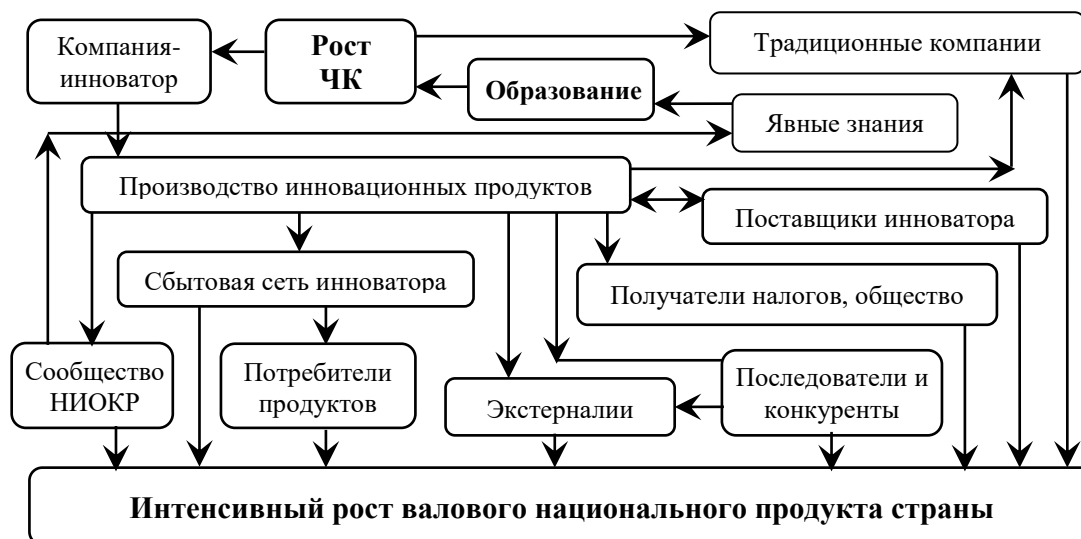 Компания-
инноватор
Рост
ЧК
Традиционные компании
Образование
Явные знания
Производство инновационных продуктов
Поставщики инноватора
Сбытовая сеть инноватора
Получатели налогов, общество
Сообщество
НИОКР
Потребители
продуктов
Экстерналии
Последователи и
конкуренты
Интенсивный рост валового национального продукта страны